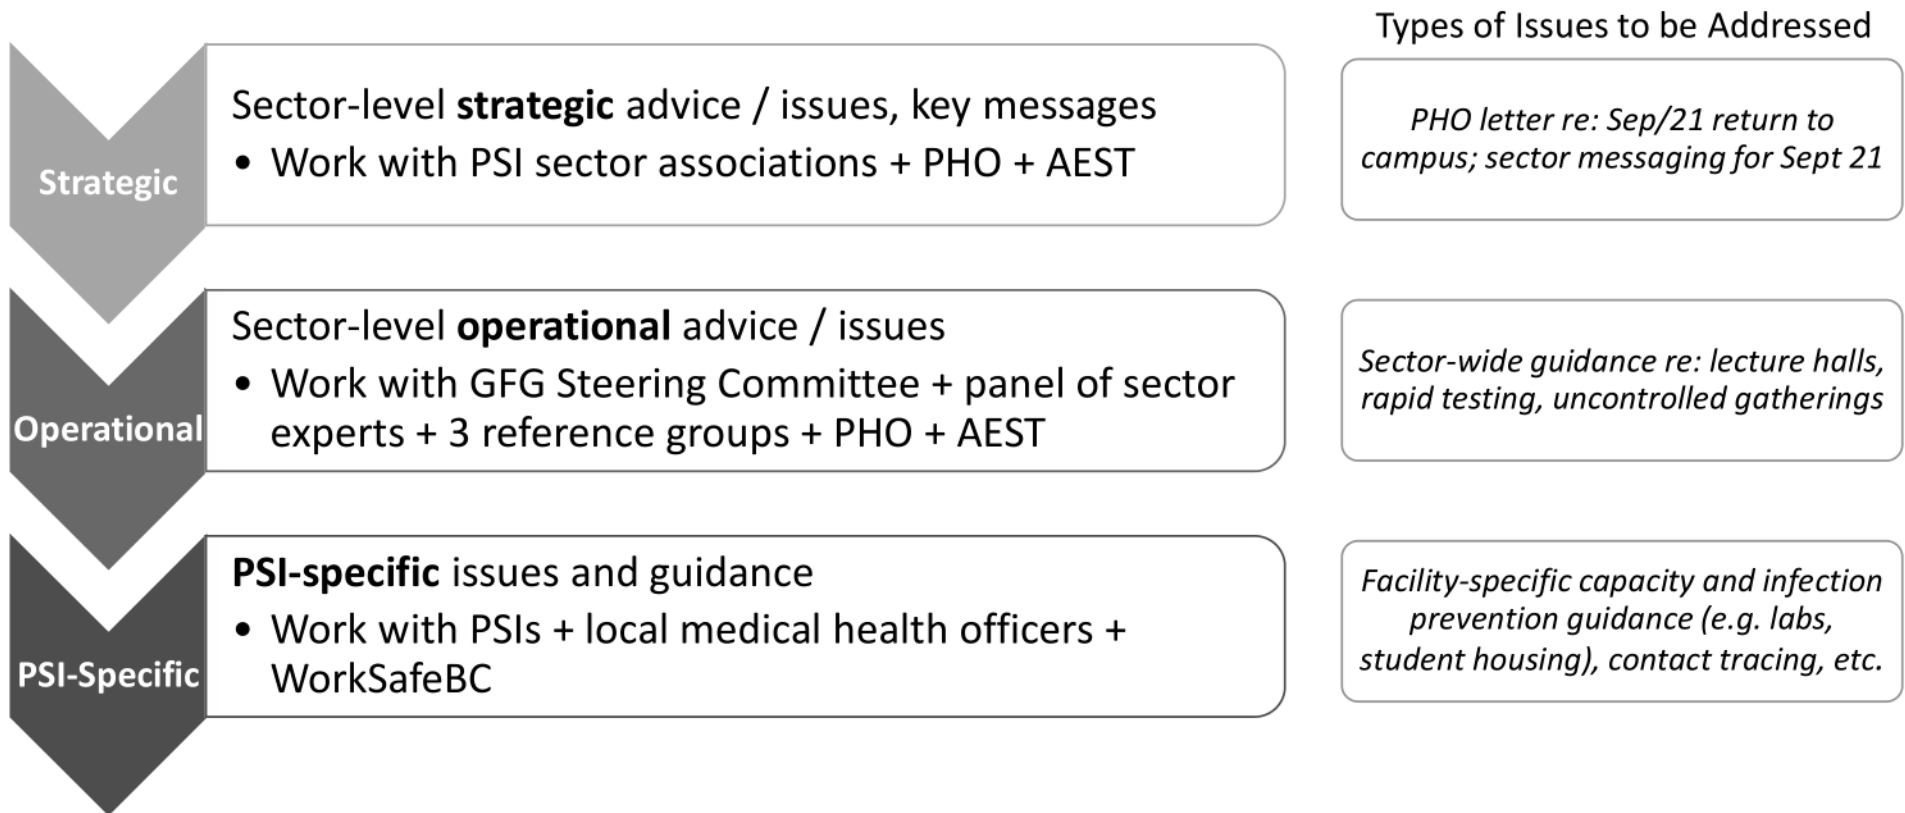 Types of Issues to be Addressed
Strategic
Sector-level strategic advice / issues, key messages
• Work with PSI sector associations + PHO + AEST
PHO letter re: Sep/21 return to
campus; sector messaging for Sept 21
Operational
Sector-level operational advice / issues
• Work with GFG Steering Committee + panel of sector
experts + 3 reference groups + PHO + AEST
Sector-wide guidance re: lecture halls,
rapid testing, uncontrolled gatherings
PSI-Specific
PSI-specific issues and guidance
• Work with PSIs + local medical health officers +
WorkSafeBC
Facility-specific capacity and infection
prevention guidance (e.g. labs,
student housing), contact tracing, etc.